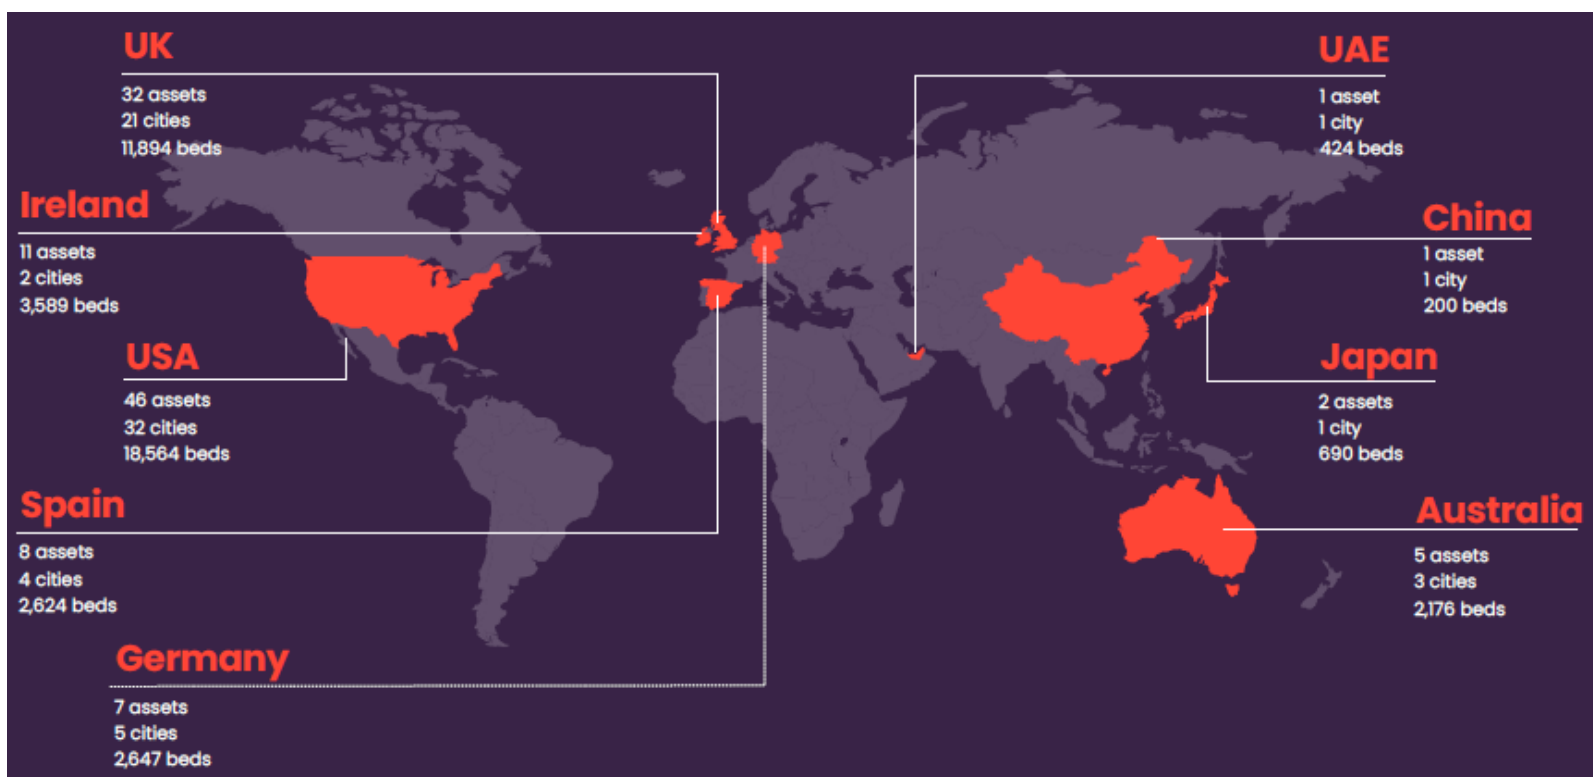 UK
32 assets
21 cities
11,894 beds
Ireland
11 assets
2 cities
3,589 beds
USA
46 assets
32 cities
18,564 beds
Spain
8 assets
4 cities
2,624 beds
Germany
7 assets
5 cities
2,647 beds
UAE
1 asset
1 city
424 beds
China
1 asset
1 city
200 beds
Japan
2 assets
1 city
690 beds
Australia
5 assets
3 cities
2,176 beds